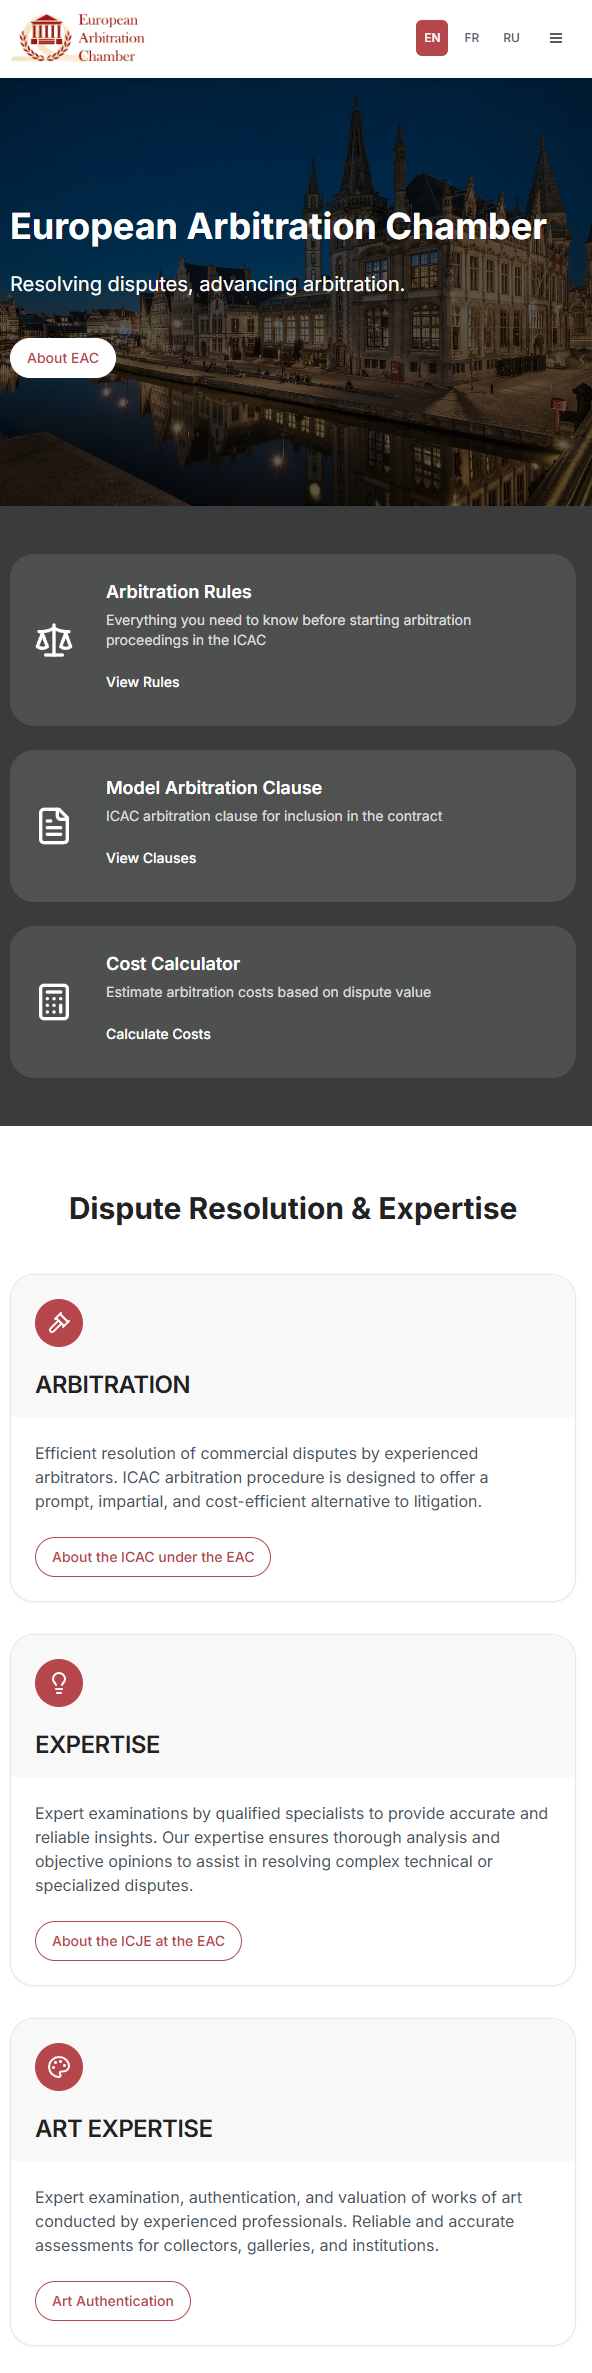 European
Arbitration
Chamber
EN FR RU
European Arbitration Chamber
Resolving disputes, advancing arbitration.
About EAC
Arbitration Rules
Everything you need to know before starting arbitration
proceedings in the ICAC
View Rules
Model Arbitration Clause
ICAC arbitration clause for inclusion in the contract
View Clauses
Cost Calculator
Estimate arbitration costs based on dispute value
Calculate Costs
Dispute Resolution & Expertise
ARBITRATION
Efficient resolution of commercial disputes by experienced
arbitrators. ICAC arbitration procedure is designed to offer a
prompt, impartial, and cost-efficient alternative to litigation.
About the ICAC under the EAC
EXPERTISE
Expert examinations by qualified specialists to provide accurate and
reliable insights. Our expertise ensures thorough analysis and
objective opinions to assist in resolving complex technical or
specialized disputes.
About the ICJE at the EAC
ART EXPERTISE
Expert examination, authentication, and valuation of works of art
conducted by experienced professionals. Reliable and accurate
assessments for collectors, galleries, and institutions.
Art Authentication